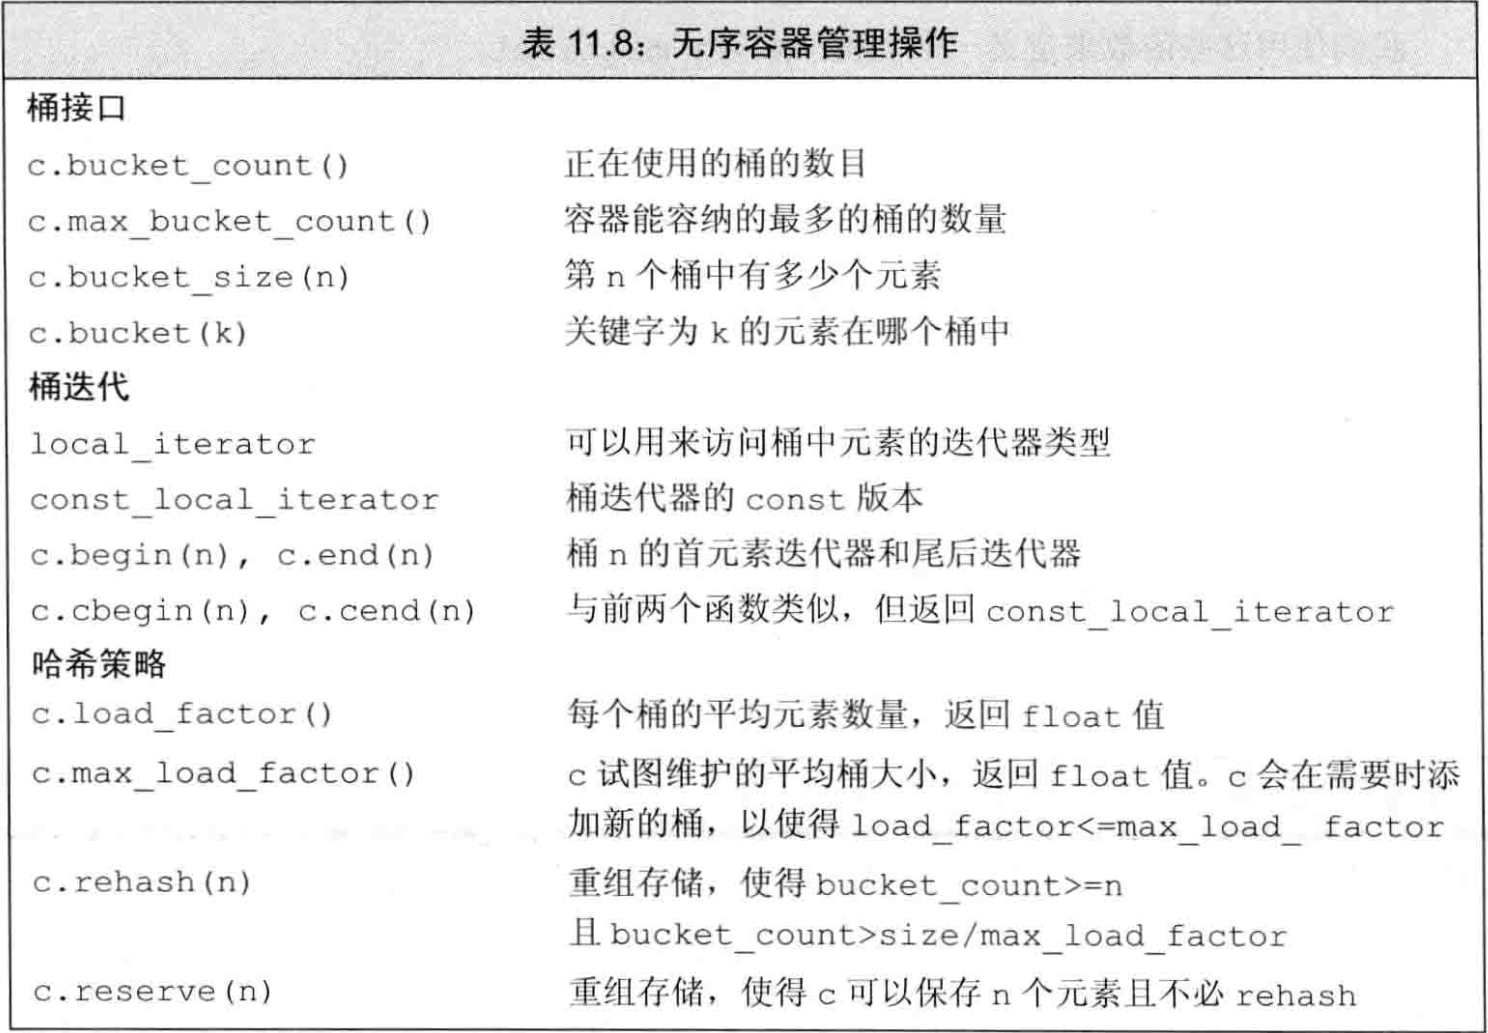 表 11.8：无序容器管理操作
桶接口
c.bucket_count() 正在使用的桶的数目
c.max_bucket_count() 容器能容纳的最多的桶的数量
c.bucket_size(n) 第 n 个桶中有多少个元素
c.bucket(k) 关键字为 k 的元素在哪个桶中
桶迭代
local_iterator 可以用来访问桶中元素的迭代器类型
const_local_iterator 桶迭代器的 const 版本
c.begin(n), c.end(n) 桶 n 的首元素迭代器和尾后迭代器
c.cbegin(n), c.cend(n) 与前两个函数类似，但返回 const_local_iterator
哈希策略
c.load_factor() 每个桶的平均元素数量，返回 float 值
c.max_load_factor() c 试图维护的平均桶大小，返回 float 值。c 会在需要时添
加新的桶，以使得 load_factor<=max_load_ factor
c.rehash(n) 重组存储，使得 bucket_count>=n
且 bucket_count>size/max_load_factor
c.reserve(n) 重组存储，使得 c 可以保存 n 个元素且不必 rehash